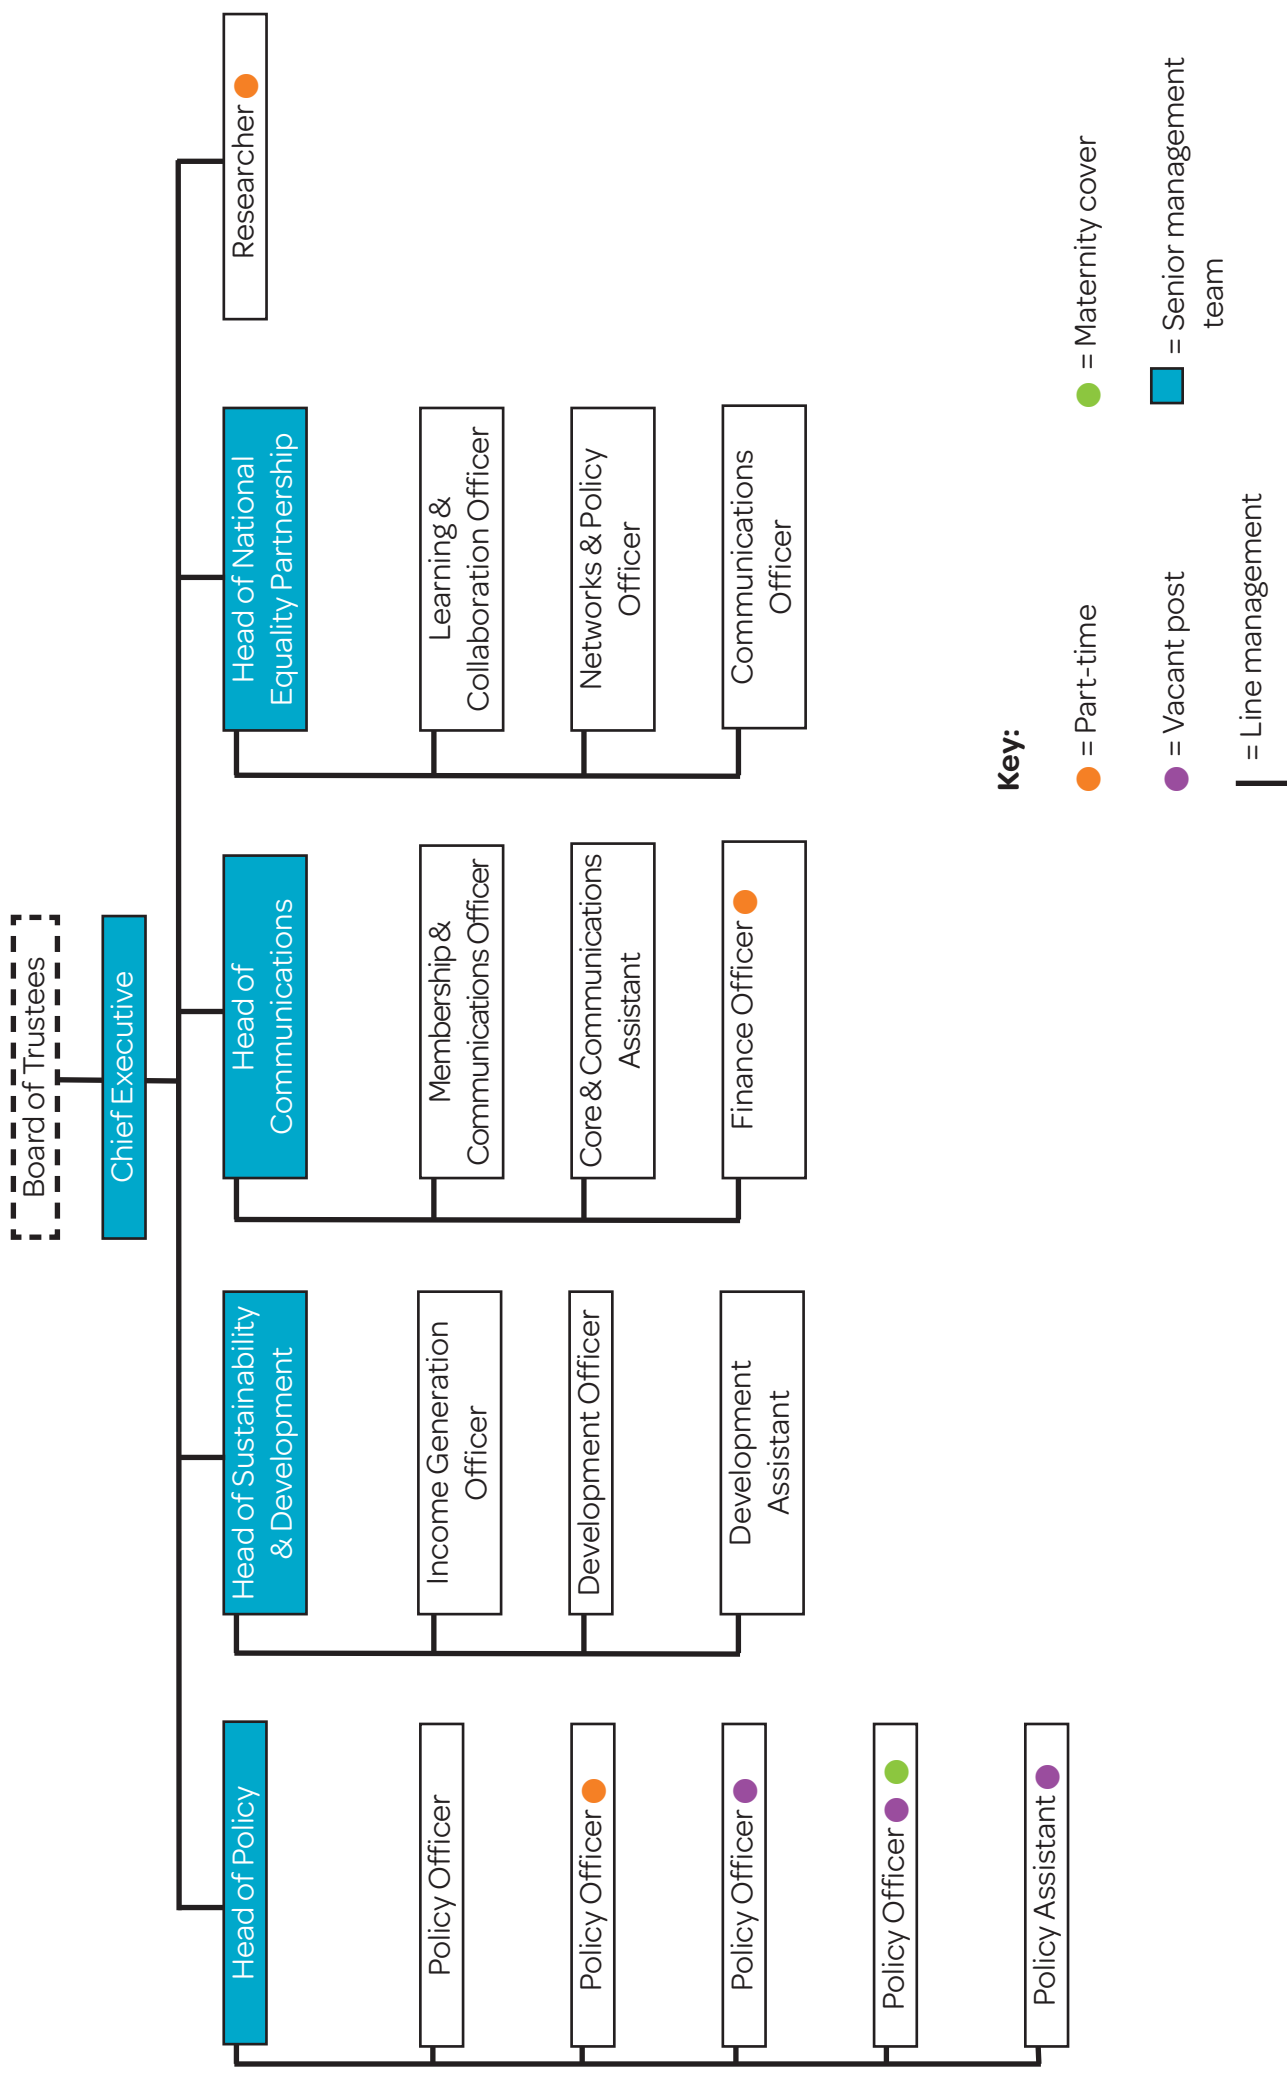 Board of Trustees
Chief Executive
Head of Policy
Policy Officer
Policy Officer
Policy Officer
Policy Officer
Policy Assistant
Head of Sustainability
& Development
Income Generation
Officer
Development Officer
Development
Assistant
Head of
Communications
Membership &
Communications Officer
Core & Communications
Assistant
Finance Officer
Head of National
Equality Partnership
Learning &
Collaboration Officer
Networks & Policy
Officer
Communications
Officer
Researcher
Key:
= Part-time
= Maternity cover
= Vacant post
= Senior management
team
= Line management